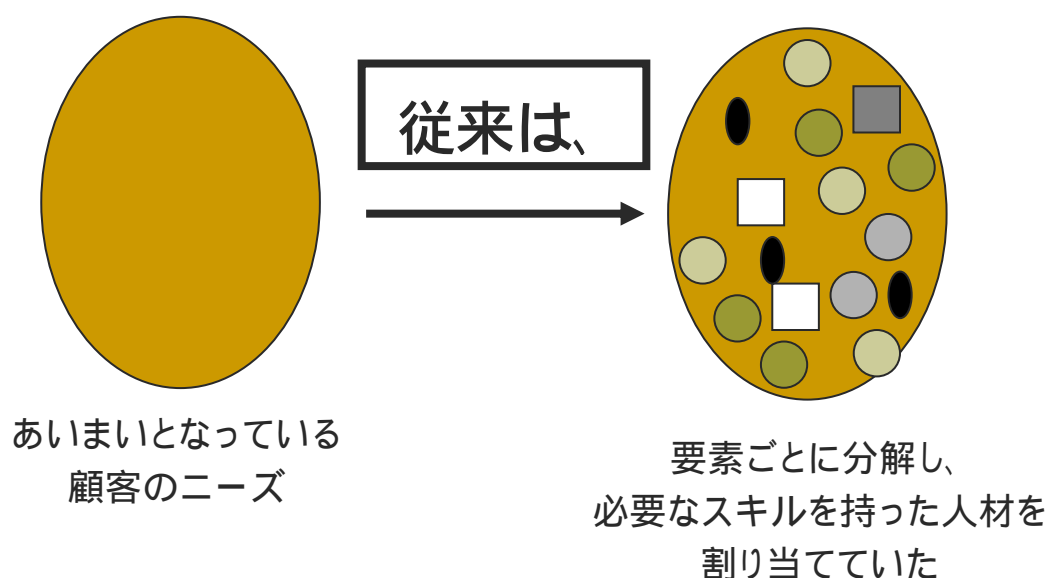 従来は、
あいまいとなっている
顧客のニーズ
要素ごとに分解し、
必要なスキルを持った人材を
割り当てていた